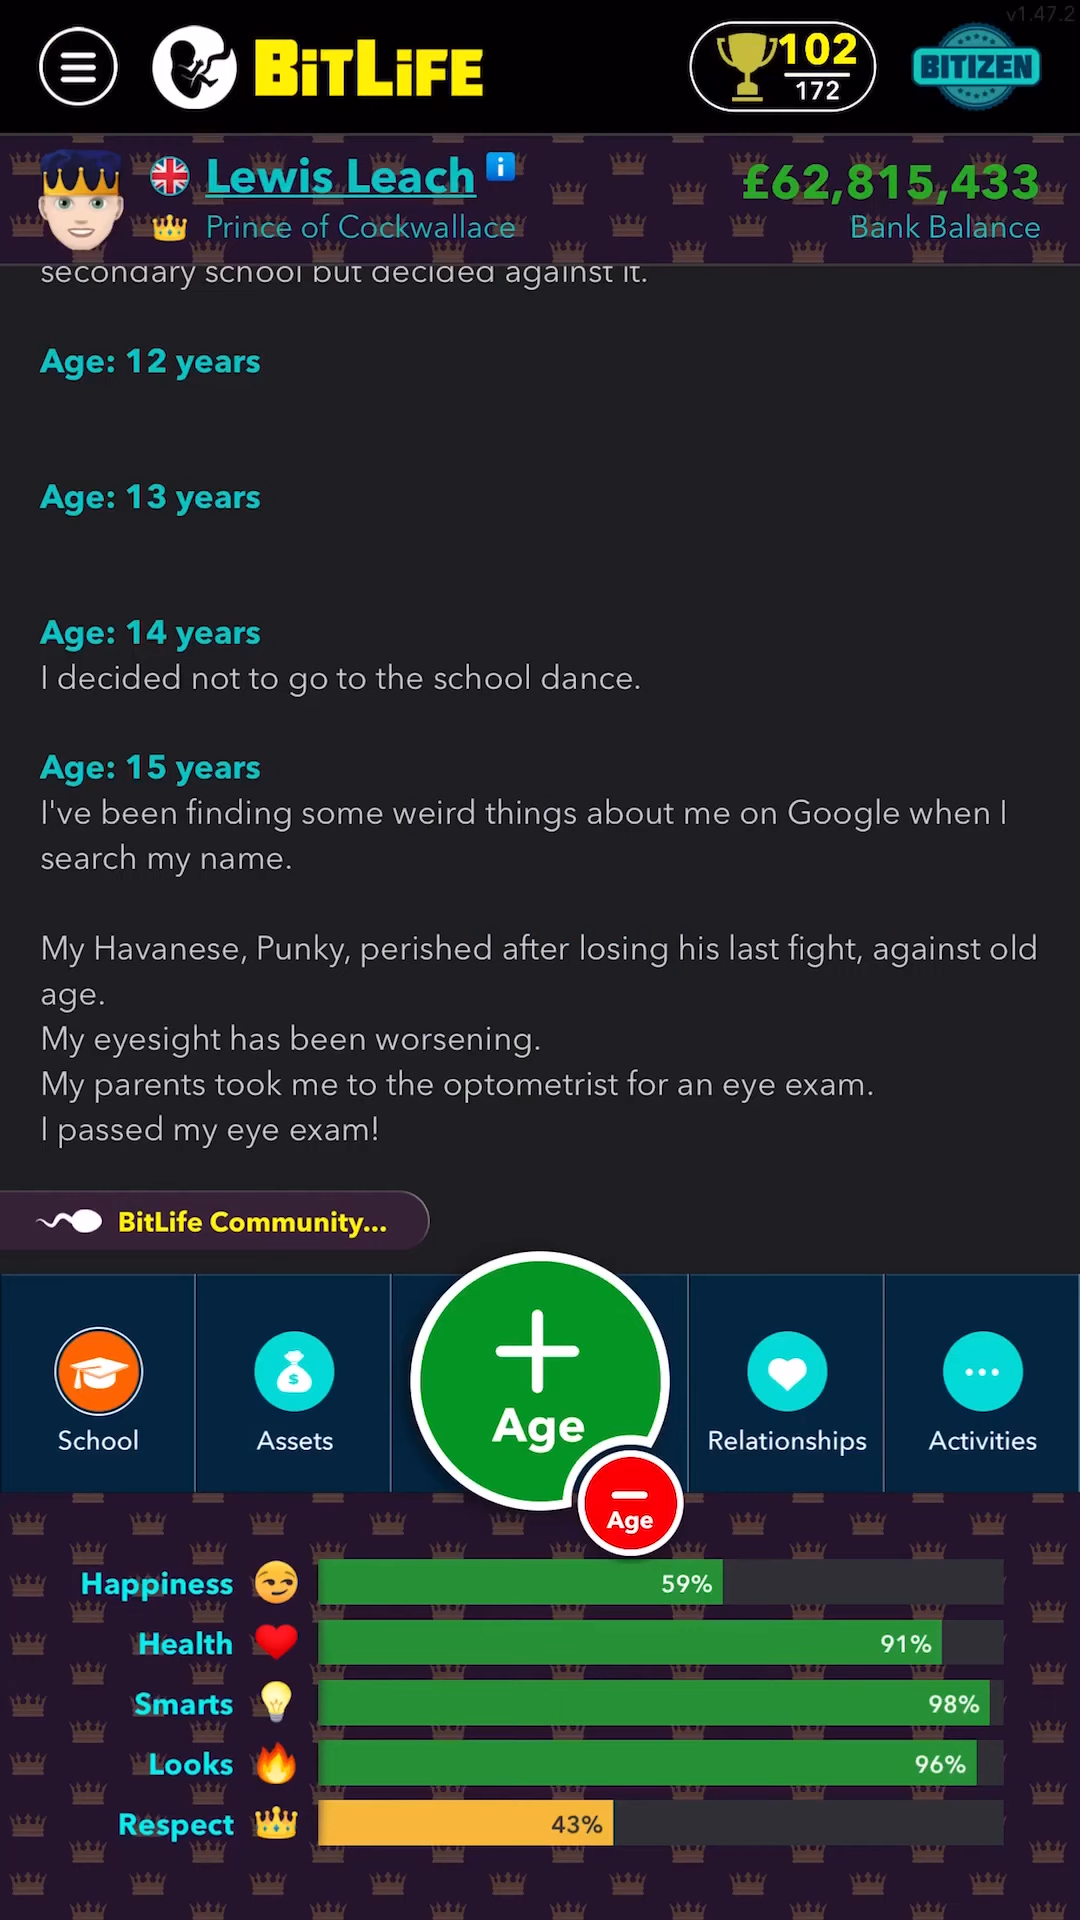 v1.47.2
BITLIFE
102
172
BITIZEN
Lewis Leach
£62,815,433
Prince of Cockwallace
Bank Balance
secondary school but decided against it.
Age: 12 years
Age: 13 years
Age: 14 years
I decided not to go to the school dance.
Age: 15 years
I've been finding some weird things about me on Google when I
search my name.
My Havanese, Punky, perished after losing his last fight, against old
age.
My eyesight has been worsening.
My parents took me to the optometrist for an eye exam.
I passed my eye exam!
BitLife Community...
School
Assets
Age
Age
Relationships
Activities
Happiness 59%
Health 91%
Smarts 98%
Looks 96%
Respect 43%